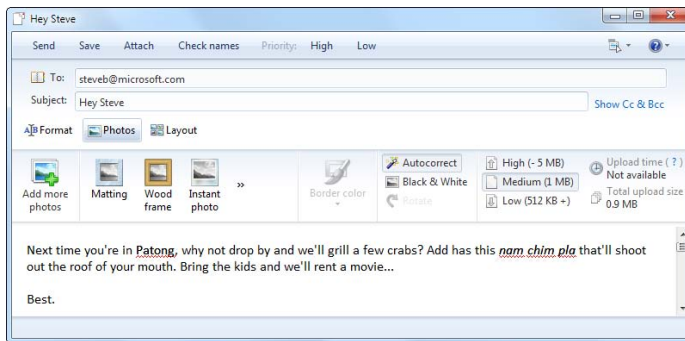 Hey Steve
Send Save Attach Check names Priority: High Low
To: steveb@microsoft.com
Subject: Hey Steve Show Cc & Bcc
Format Photos Layout
Add more photos
Matting
Wood frame
Instant photo
»
Border color
Autocorrect
Black & White
Rotate
High (- 5 MB)
Medium (1 MB)
Low (512 KB +)
Upload time ( ? )
Not available
Total upload size
0.9 MB
Next time you're in Patong, why not drop by and we'll grill a few crabs? Add has this nam chim pla that'll shoot
out the roof of your mouth. Bring the kids and we'll rent a movie...
Best.